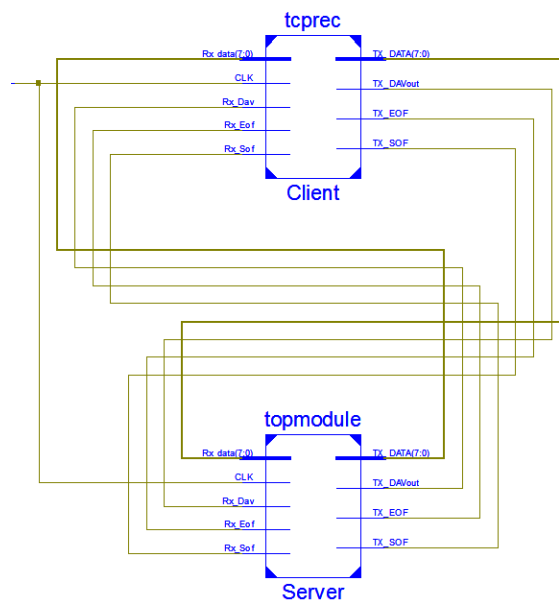 tcprec
Rx data(7:0)
TX_DATA(7:0)
CLK
TX_DAVout
Rx_Dav
TX_EOF
Rx_Eof
TX_SOF
Rx_Sof
Client
topmodule
Rx data(7:0)
TX_DATA(7:0)
CLK
TX_DAVout
Rx_Dav
TX_EOF
Rx_Eof
TX_SOF
Rx_Sof
Server